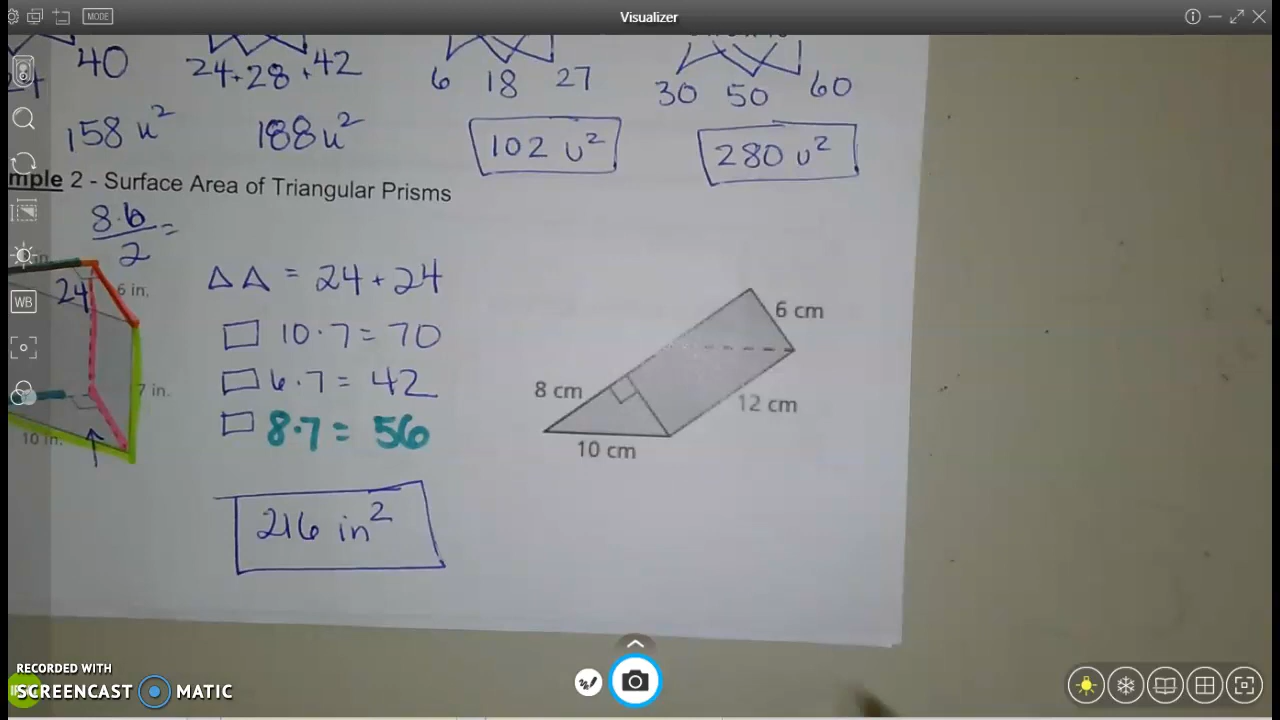 Visualizer
MODE
40
24+28+42
6 18 27
30 50 60
158 u²
188u²
102 u²
280 u²
mple 2 - Surface Area of Triangular Prisms
8·6
2
=
24
6 in.
7 in.
10 in.
△△ = 24+24
10·7=70
6·7=42
8·7=56
216 in²
6 cm
8 cm
12 cm
10 cm
WB
RECORDED WITH
SCREENCAST MATIC